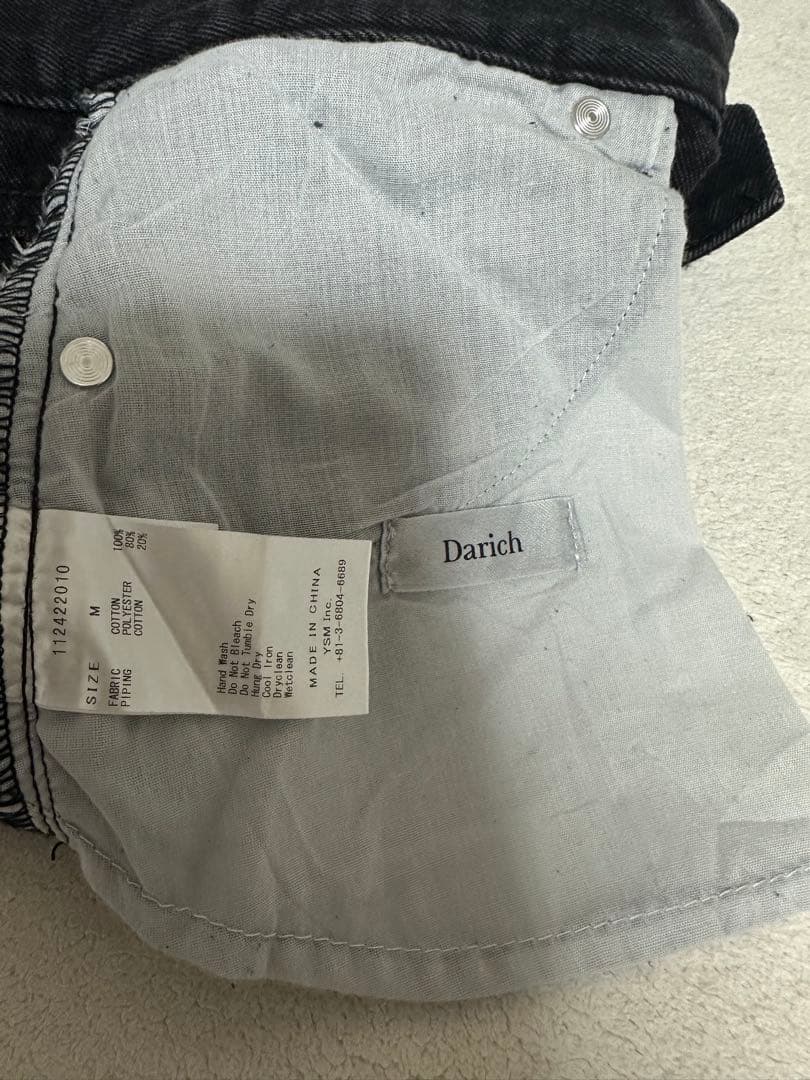 112422010
SIZE M
FABRIC COTTON 100%
PIPING POLYESTER 80%
COTTON 20%
Hand Wash
Do Not Bleach
Do Not Tumble Dry
Hung Dry
Cool Iron
Dryclean
Wetclean
MADE IN CHINA
YSM Inc.
TEL. +81-3-6804-6689
Darich